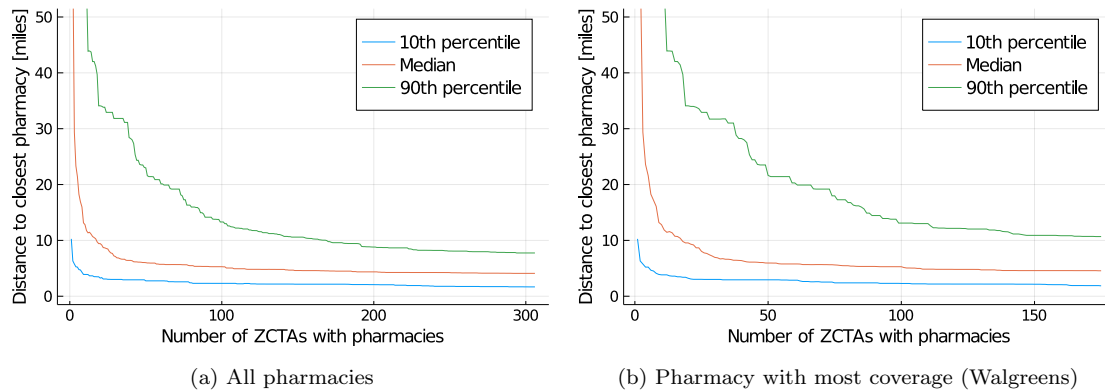 Distance to closest pharmacy [miles]
50
40
30
20
10
0
10th percentile
Median
90th percentile
0
100
200
300
Number of ZCTAs with pharmacies
(a) All pharmacies
Distance to closest pharmacy [miles]
50
40
30
20
10
0
10th percentile
Median
90th percentile
0
50
100
150
Number of ZCTAs with pharmacies
(b) Pharmacy with most coverage (Walgreens)